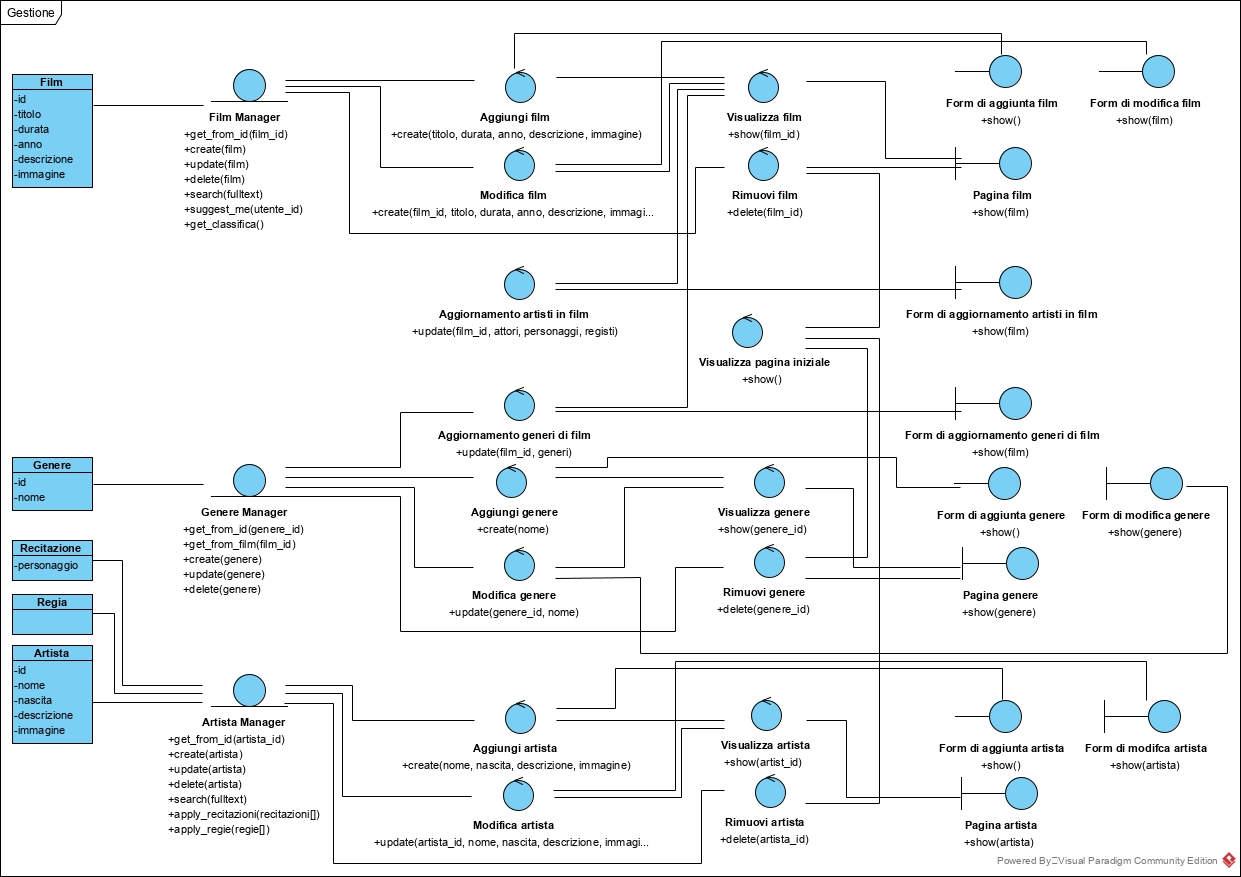 Gestione
Film
-id
-titolo
-durata
-anno
-descrizione
-immagine
Film Manager
+get_from_id(film_id)
+create(film)
+update(film)
+delete(film)
+search(fulltext)
+suggest_me(utente_id)
+get_classifica()
Aggiungi film
+create(titolo, durata, anno, descrizione, immagine)
Modifica film
+create(film_id, titolo, durata, anno, descrizione, immagi...
Visualizza film
+show(film_id)
Rimuovi film
+delete(film_id)
Form di aggiunta film
+show()
Form di modifica film
+show(film)
Pagina film
+show(film)
Aggiornamento artisti in film
+update(film_id, attori, personaggi, registi)
Form di aggiornamento artisti in film
+show(film)
Visualizza pagina iniziale
+show()
Aggiornamento generi di film
+update(film_id, generi)
Form di aggiornamento generi di film
+show(film)
Genere
-id
-nome
Genere Manager
+get_from_id(genere_id)
+get_from_film(film_id)
+create(genere)
+update(genere)
+delete(genere)
Aggiungi genere
+create(nome)
Modifica genere
+update(genere_id, nome)
Visualizza genere
+show(genere_id)
Rimuovi genere
+delete(genere_id)
Form di aggiunta genere
+show()
Form di modifica genere
+show(genere)
Pagina genere
+show(genere)
Recitazione
-personaggio
Regia
Artista
-id
-nome
-nascita
-descrizione
-immagine
Artista Manager
+get_from_id(artista_id)
+create(artista)
+update(artista)
+delete(artista)
+search(fulltext)
+apply_recitazioni(recitazioni[])
+apply_regie(regie[])
Aggiungi artista
+create(nome, nascita, descrizione, immagine)
Modifica artista
+update(artista_id, nome, nascita, descrizione, immagi...
Visualizza artista
+show(artist_id)
Rimuovi artista
+delete(artista_id)
Form di aggiunta artista
+show()
Form di modifca artista
+show(artista)
Pagina artista
+show(artista)
Powered By Visual Paradigm Community Edition